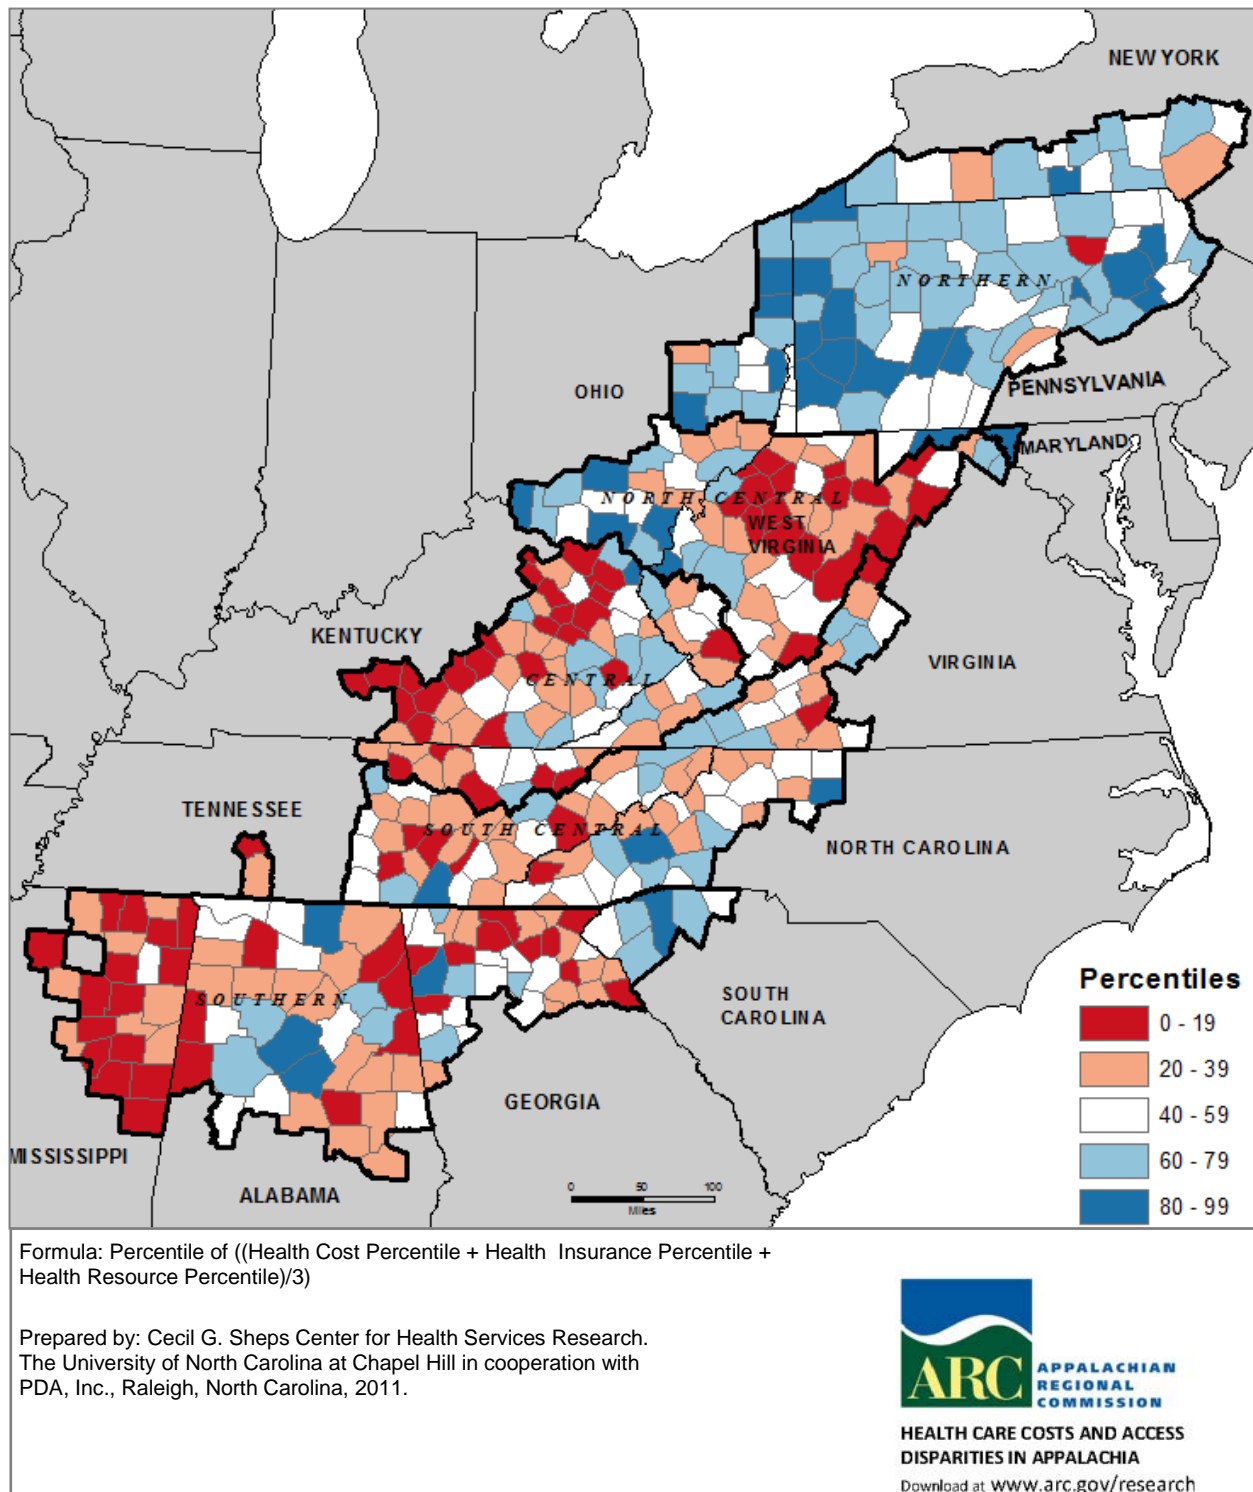 NEW YORK
NORTHERN
PENNSYLVANIA
OHIO
MARYLAND
NORTH CENTRAL
WEST
VIRGINIA
KENTUCKY
VIRGINIA
CENTRAL
TENNESSEE
SOUTH CENTRAL
NORTH CAROLINA
SOUTHERN
SOUTH
CAROLINA
GEORGIA
MISSISSIPPI
ALABAMA
0 50 100
Miles
Percentiles
0 - 19
20 - 39
40 - 59
60 - 79
80 - 99
Formula: Percentile of ((Health Cost Percentile + Health Insurance Percentile +
Health Resource Percentile)/3)
Prepared by: Cecil G. Sheps Center for Health Services Research.
The University of North Carolina at Chapel Hill in cooperation with
PDA, Inc., Raleigh, North Carolina, 2011.
ARC
APPALACHIAN
REGIONAL
COMMISSION
HEALTH CARE COSTS AND ACCESS
DISPARITIES IN APPALACHIA
Download at www.arc.gov/research